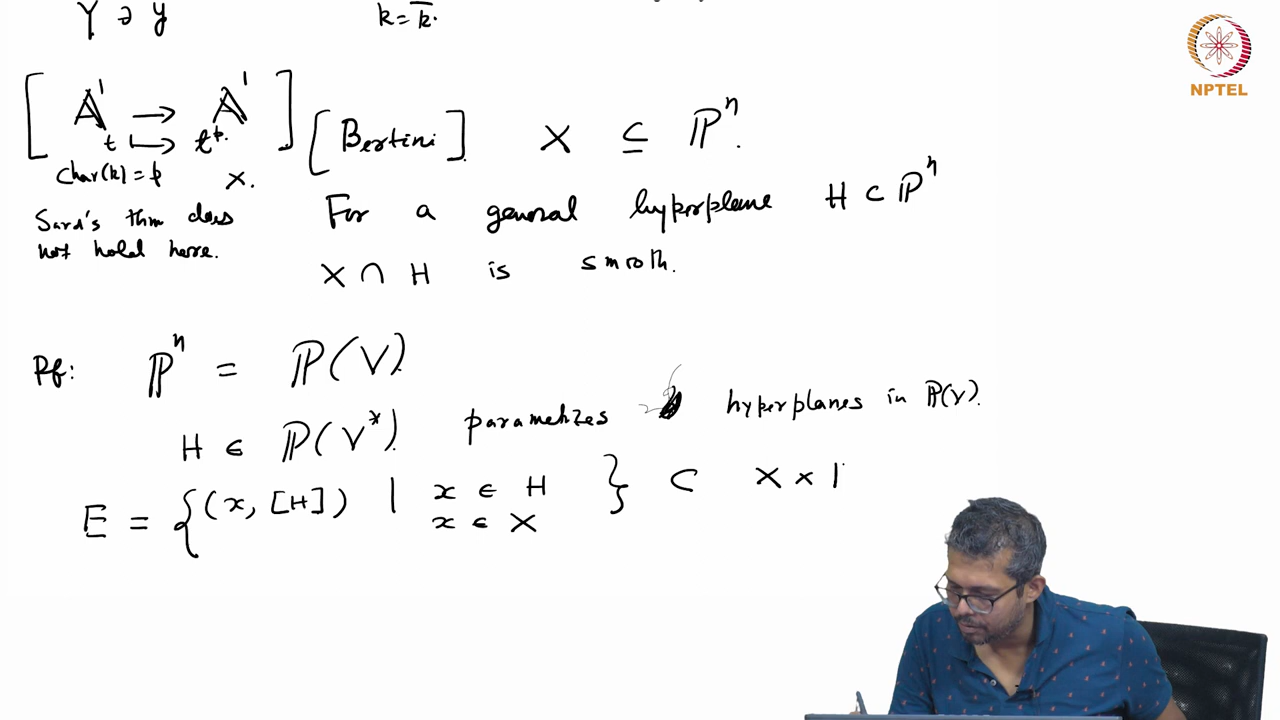 Y ∋ y
k = k̄.
NPTEL
[ A¹ → A¹ ]
t ↦ tᵖ.
char(k) = p x.
Sard's thm does
not hold here.
[Bertini] X ⊆ ℙⁿ.
For a general hyperplane H ⊂ ℙⁿ
X ∩ H is smooth.
Pf: ℙⁿ = ℙ(V).
H ∈ ℙ(V*). parametrizes hyperplanes in ℙ(V).
E = { (x, [H]) | x ∈ H
x ∈ X } ⊂ X ×